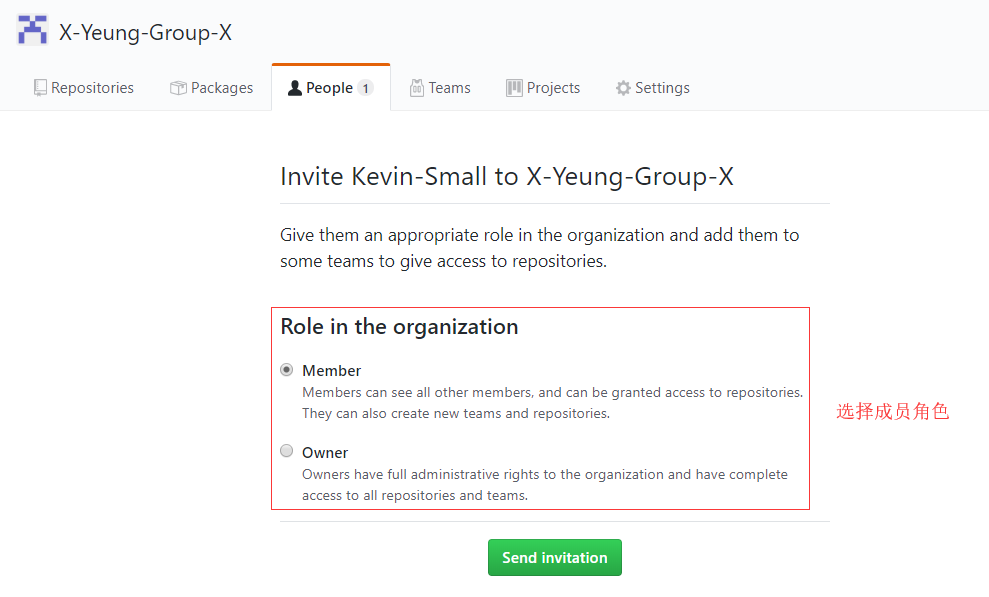 X-Yeung-Group-X
Repositories
Packages
People 1
Teams
Projects
Settings
Invite Kevin-Small to X-Yeung-Group-X
Give them an appropriate role in the organization and add them to
some teams to give access to repositories.
Role in the organization
Member
Members can see all other members, and can be granted access to repositories.
They can also create new teams and repositories.
选择成员角色
Owner
Owners have full administrative rights to the organization and have complete
access to all repositories and teams.
Send invitation